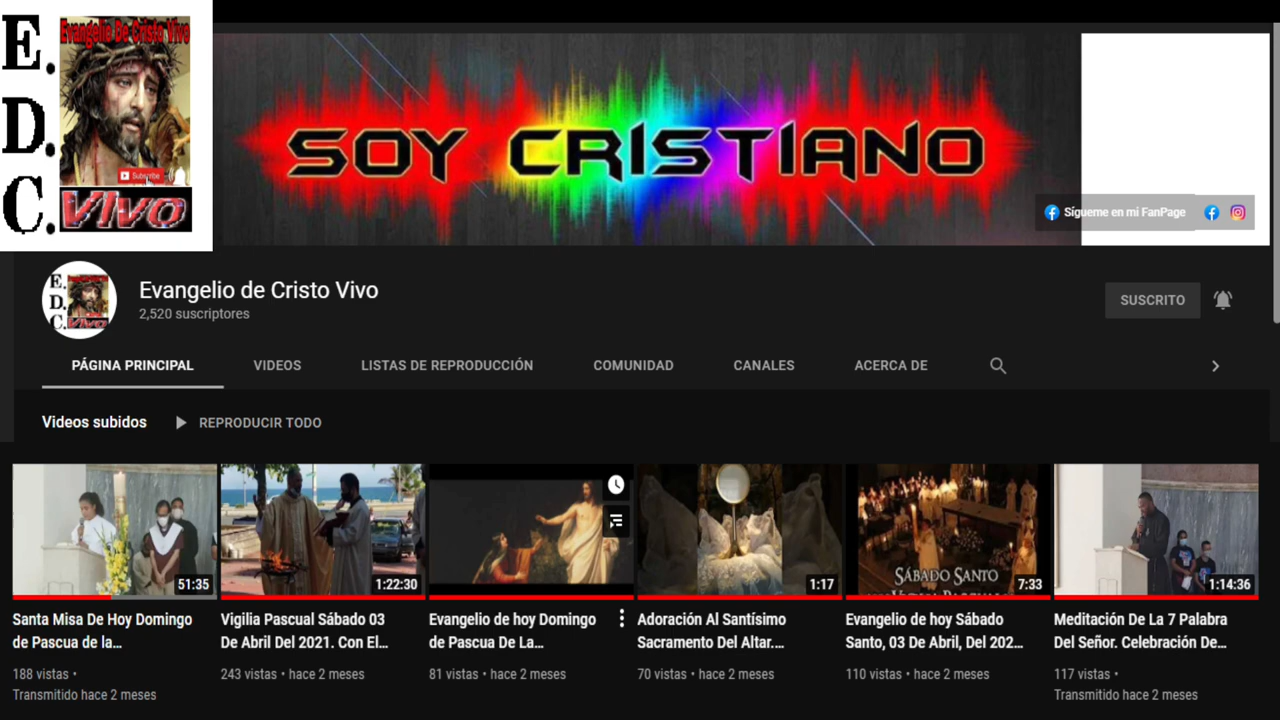 E.
Evangelio De Cristo Vivo
D.
Subscribe
C.
Vivo
SOY CRISTIANO
Sígueme en mi FanPage
E.
D.
C.
Vivo
Evangelio de Cristo Vivo
2,520 suscriptores
SUSCRITO
PÁGINA PRINCIPAL
VIDEOS
LISTAS DE REPRODUCCIÓN
COMUNIDAD
CANALES
ACERCA DE
Videos subidos
REPRODUCIR TODO
51:35
Santa Misa De Hoy Domingo
de Pascua de la...
188 vistas •
Transmitido hace 2 meses
1:22:30
Vigilia Pascual Sábado 03
De Abril Del 2021. Con El...
243 vistas • hace 2 meses
Evangelio de hoy Domingo
de Pascua De La...
81 vistas • hace 2 meses
1:17
Adoración Al Santísimo
Sacramento Del Altar....
70 vistas • hace 2 meses
SÁBADO SANTO
7:33
Evangelio de hoy Sábado
Santo, 03 De Abril, Del 202...
110 vistas • hace 2 meses
1:14:36
Meditación De La 7 Palabra
Del Señor. Celebración De...
117 vistas •
Transmitido hace 2 meses